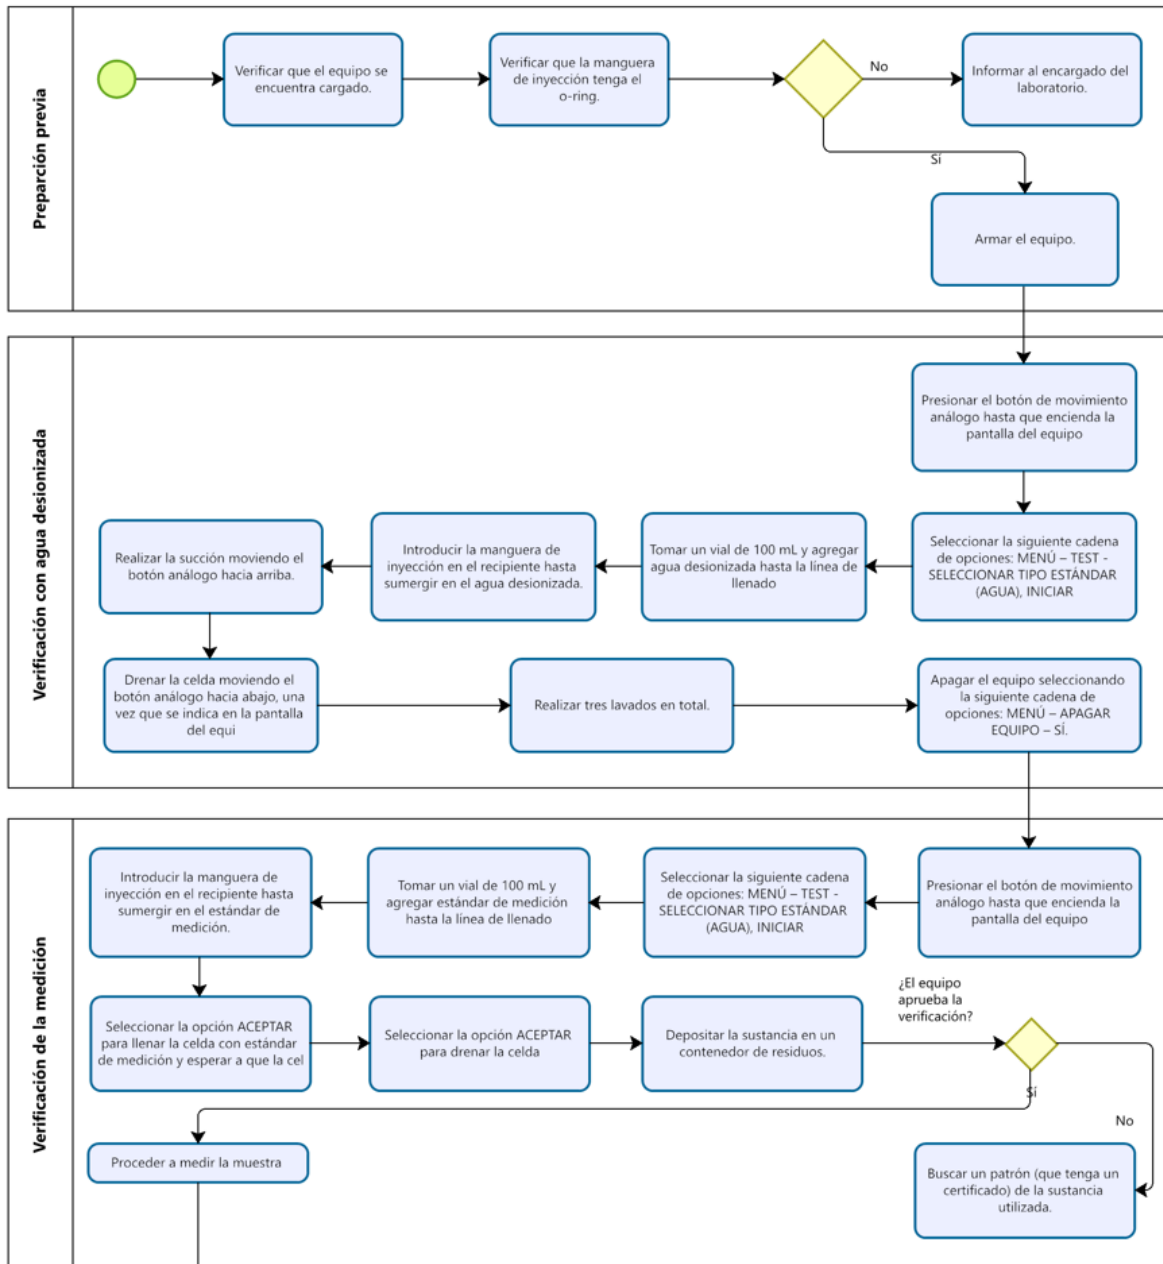 Preparción previa
Verificar que el equipo se
encuentra cargado.
Verificar que la manguera
de inyección tenga el
o-ring.
No
Informar al encargado del
laboratorio.
Sí
Armar el equipo.
Verificación con agua desionizada
Presionar el botón de movimiento
análogo hasta que encienda la
pantalla del equipo
Seleccionar la siguiente cadena de
opciones: MENÚ – TEST -
SELECCIONAR TIPO ESTÁNDAR
(AGUA), INICIAR
Tomar un vial de 100 mL y agregar
agua desionizada hasta la línea de
llenado
Introducir la manguera de
inyección en el recipiente hasta
sumergir en el agua desionizada.
Realizar la succión moviendo el
botón análogo hacia arriba.
Drenar la celda moviendo el
botón análogo hacia abajo, una
vez que se indica en la pantalla
del equi
Realizar tres lavados en total.
Apagar el equipo seleccionando
la siguiente cadena de
opciones: MENÚ – APAGAR
EQUIPO – SÍ.
Verificación de la medición
Presionar el botón de movimiento
análogo hasta que encienda la
pantalla del equipo
Seleccionar la siguiente cadena
de opciones: MENÚ – TEST -
SELECCIONAR TIPO ESTÁNDAR
(AGUA), INICIAR
Tomar un vial de 100 mL y
agregar estándar de medición
hasta la línea de llenado
Introducir la manguera de
inyección en el recipiente hasta
sumergir en el estándar de
medición.
Seleccionar la opción ACEPTAR
para llenar la celda con estándar
de medición y esperar a que la cel
Seleccionar la opción ACEPTAR
para drenar la celda
Depositar la sustancia en un
contenedor de residuos.
¿El equipo
aprueba la
verificación?
Sí
No
Proceder a medir la muestra
Buscar un patrón (que tenga un
certificado) de la sustancia
utilizada.